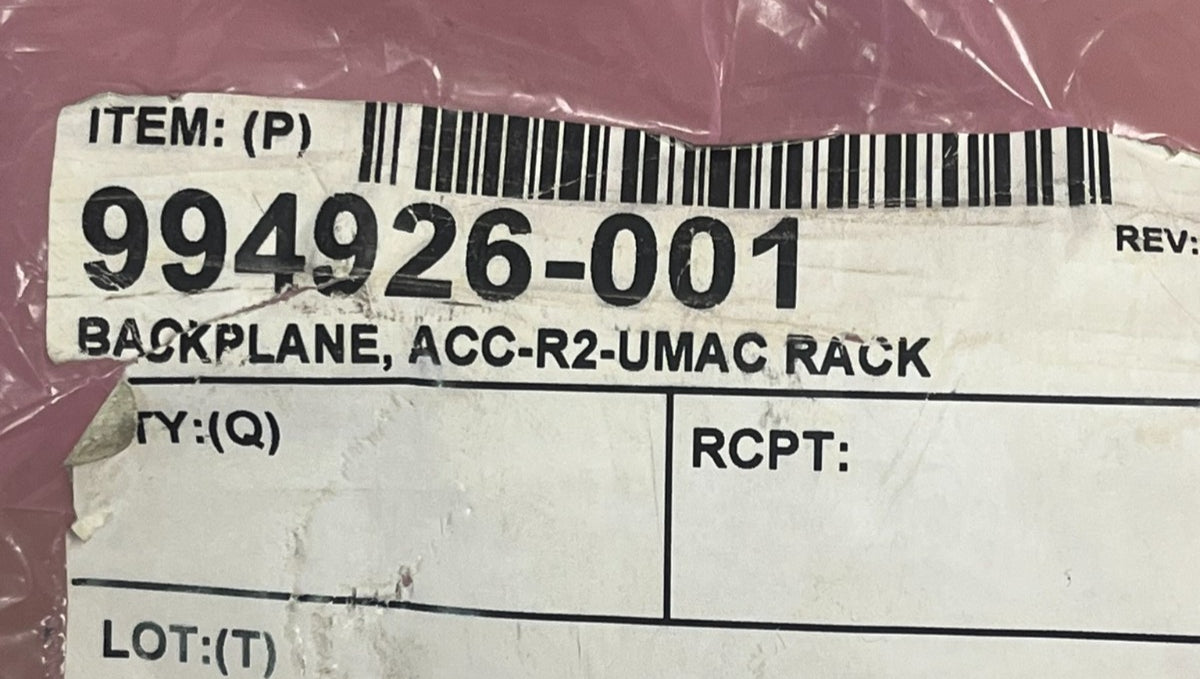 ITEM: (P)
994926-001
REV:
BACKPLANE, ACC-R2-UMAC RACK
TY:(Q)
RCPT:
LOT:(T)